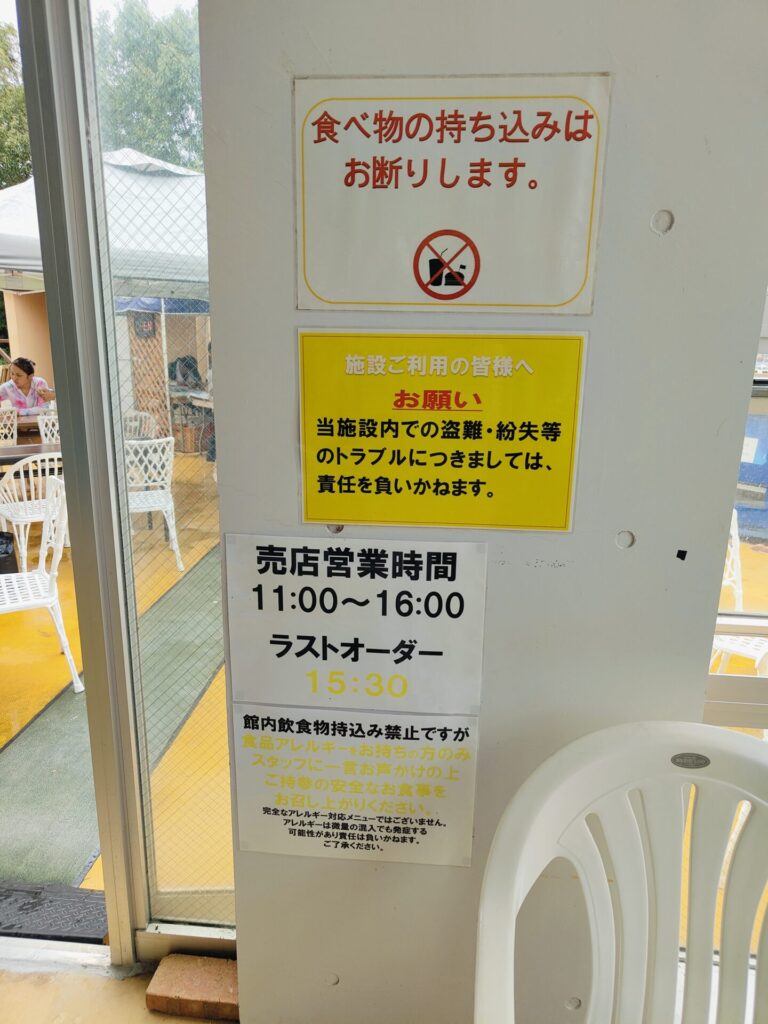 食べ物の持ち込みは
お断りします。
施設ご利用の皆様へ
お願い
当施設内での盗難・紛失等
のトラブルにつきましては、
責任を負いかねます。
売店営業時間
11:00～16:00
ラストオーダー
15:30
館内飲食物持込み禁止ですが
食品アレルギーをお持ちの方のみ
スタッフに一言お声かけの上
ご持参の安全なお食事を
お召し上がりください。
完全なアレルギー対応メニューではございません。
アレルギーは微量の混入でも発症する
可能性があり責任は負いかねます。
ご了承ください。